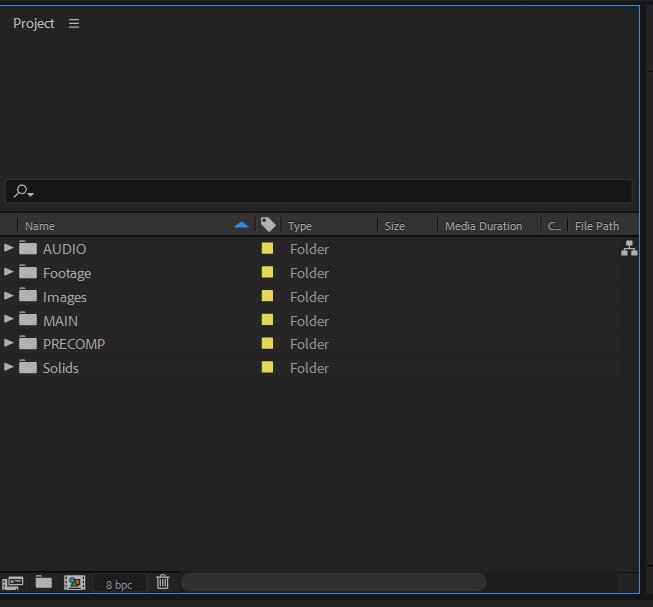 Project
Name Type Size Media Duration C... File Path
AUDIO Folder
Footage Folder
Images Folder
MAIN Folder
PRECOMP Folder
Solids Folder
8 bpc